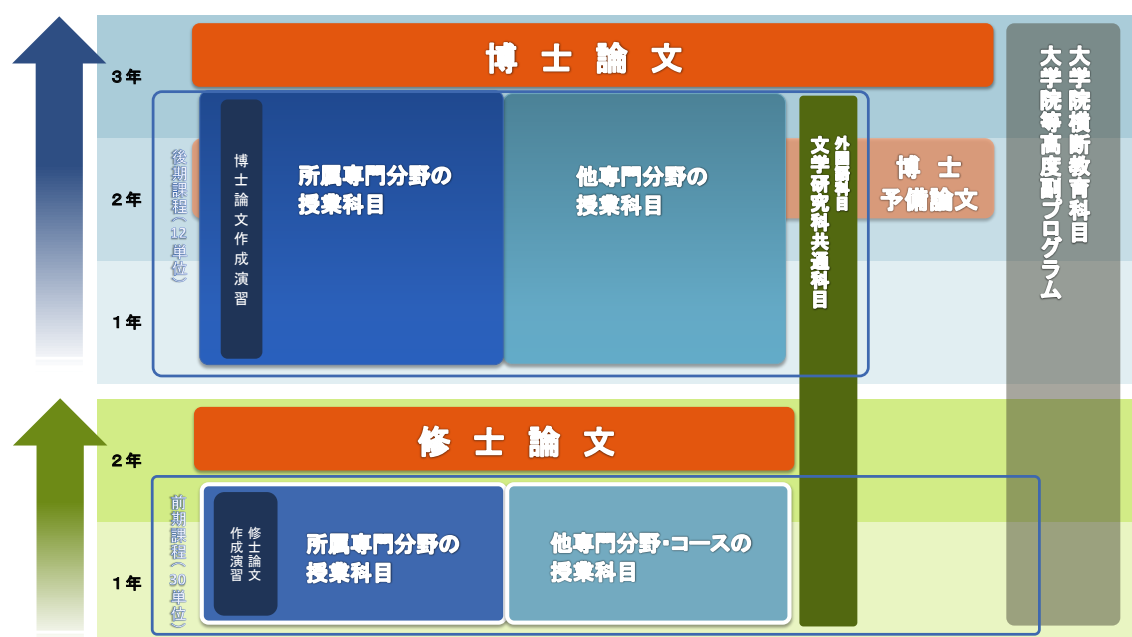 博士論文
3年
2年
1年
後期課程(12単位)
博士論文作成演習
所属専門分野の
授業科目
他専門分野の
授業科目
外国語科目
文学研究科共通科目
博士
予備論文
大学院横断教育科目
大学院等高度副プログラム
修士論文
2年
1年
前期課程(30単位)
修士論文
作成演習
所属専門分野の
授業科目
他専門分野・コースの
授業科目